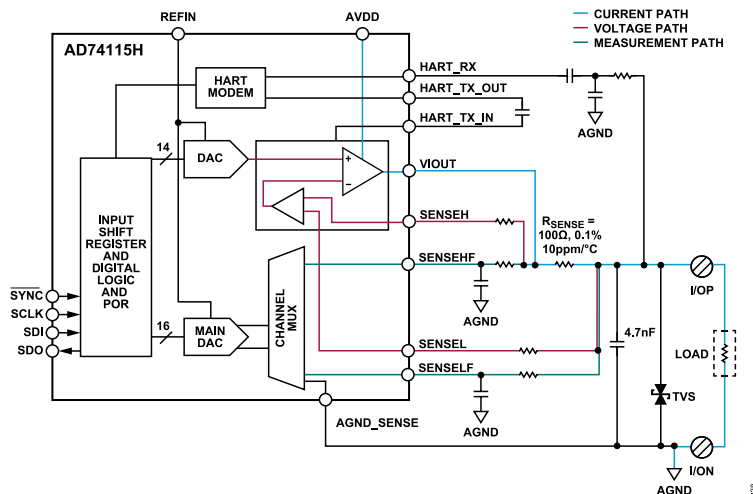 REFIN
AVDD
CURRENT PATH
VOLTAGE PATH
MEASUREMENT PATH
AD74115H
HART_RX
HART
MODEM
HART_TX_OUT
AGND
HART_TX_IN
14
DAC
+
−
VIOUT
INPUT
SHIFT
REGISTER
AND
DIGITAL
LOGIC
AND
POR
SENSEH
RSENSE =
100Ω, 0.1%
10ppm/°C
SENSEHF
CHANNEL
MUX
I/OP
SYNC
SCLK
SDI
SDO
16
MAIN
DAC
AGND
4.7nF
SENSEL
LOAD
SENSELF
TVS
AGND_SENSE
AGND
I/ON
AGND